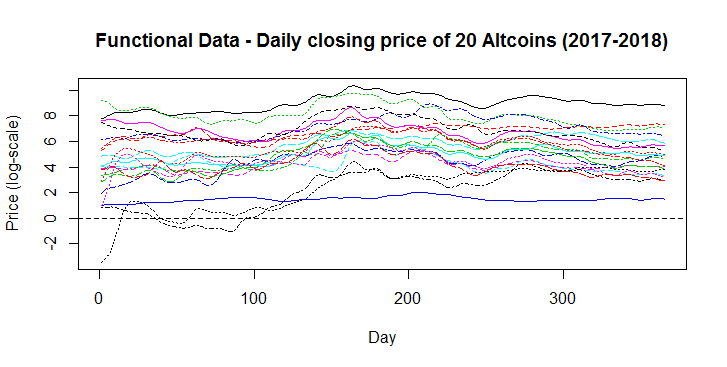 Functional Data - Daily closing price of 20 Altcoins (2017-2018)
Price (log-scale)
8
6
4
2
0
-2
0 100 200 300
Day